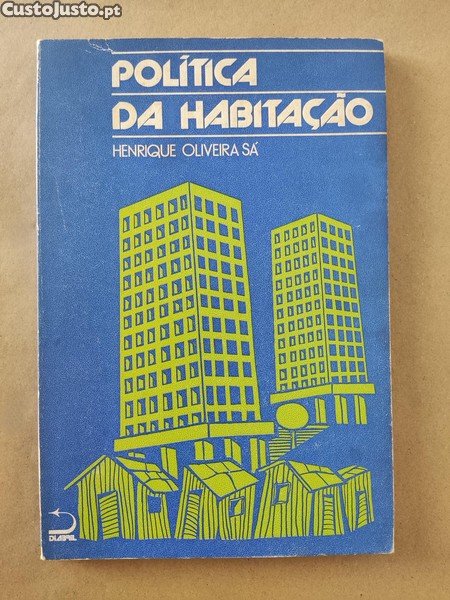 CustoJusto.pt
POLÍTICA
DA HABITAÇÃO
HENRIQUE OLIVEIRA SÁ
DIABRIL